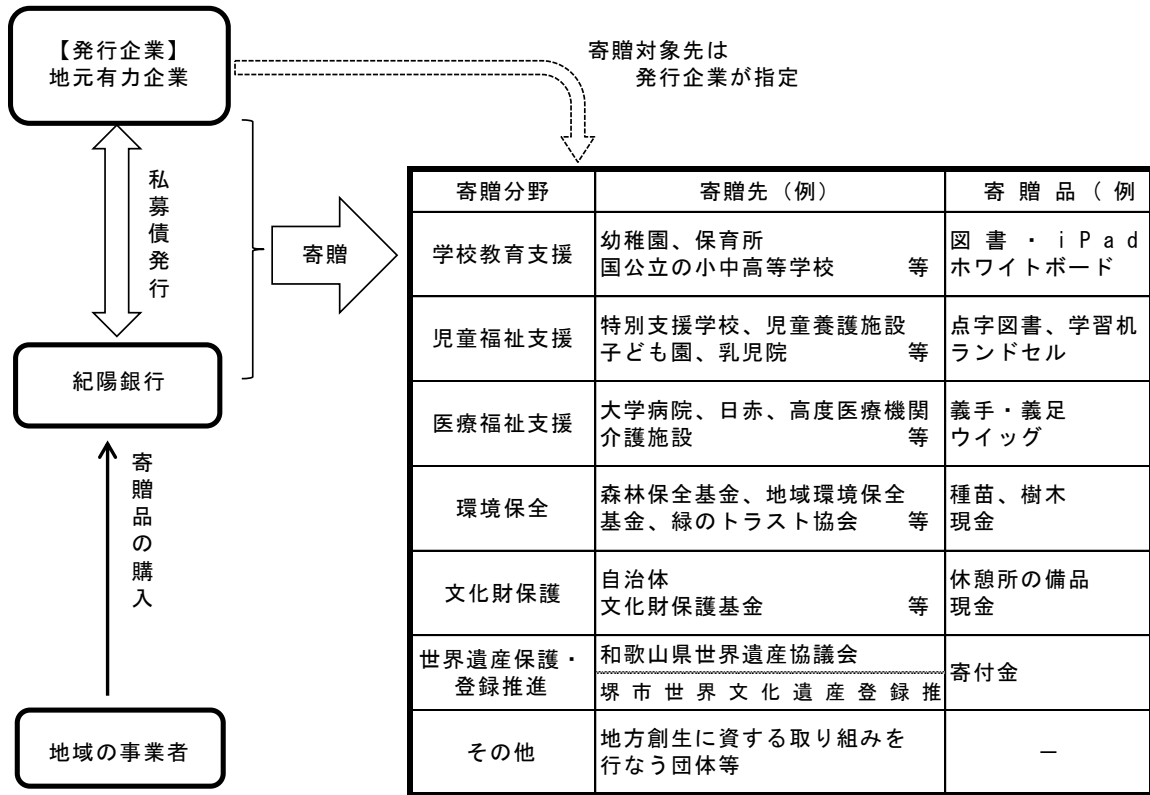 【発行企業】
地元有力企業
寄贈対象先は
発行企業が指定
私募債発行
寄贈
紀陽銀行
寄贈品の購入
地域の事業者
寄贈分野 寄贈先（例） 寄贈品（例
学校教育支援
幼稚園、保育所
国公立の小中高等学校 等
図書・iPad
ホワイトボード
児童福祉支援
特別支援学校、児童養護施設
子ども園、乳児院 等
点字図書、学習机
ランドセル
医療福祉支援
大学病院、日赤、高度医療機関
介護施設 等
義手・義足
ウイッグ
環境保全
森林保全基金、地域環境保全
基金、緑のトラスト協会 等
種苗、樹木
現金
文化財保護
自治体
文化財保護基金 等
休憩所の備品
現金
世界遺産保護・
登録推進
和歌山県世界遺産協議会
堺市世界文化遺産登録推
寄付金
その他
地方創生に資する取り組みを
行なう団体等
－